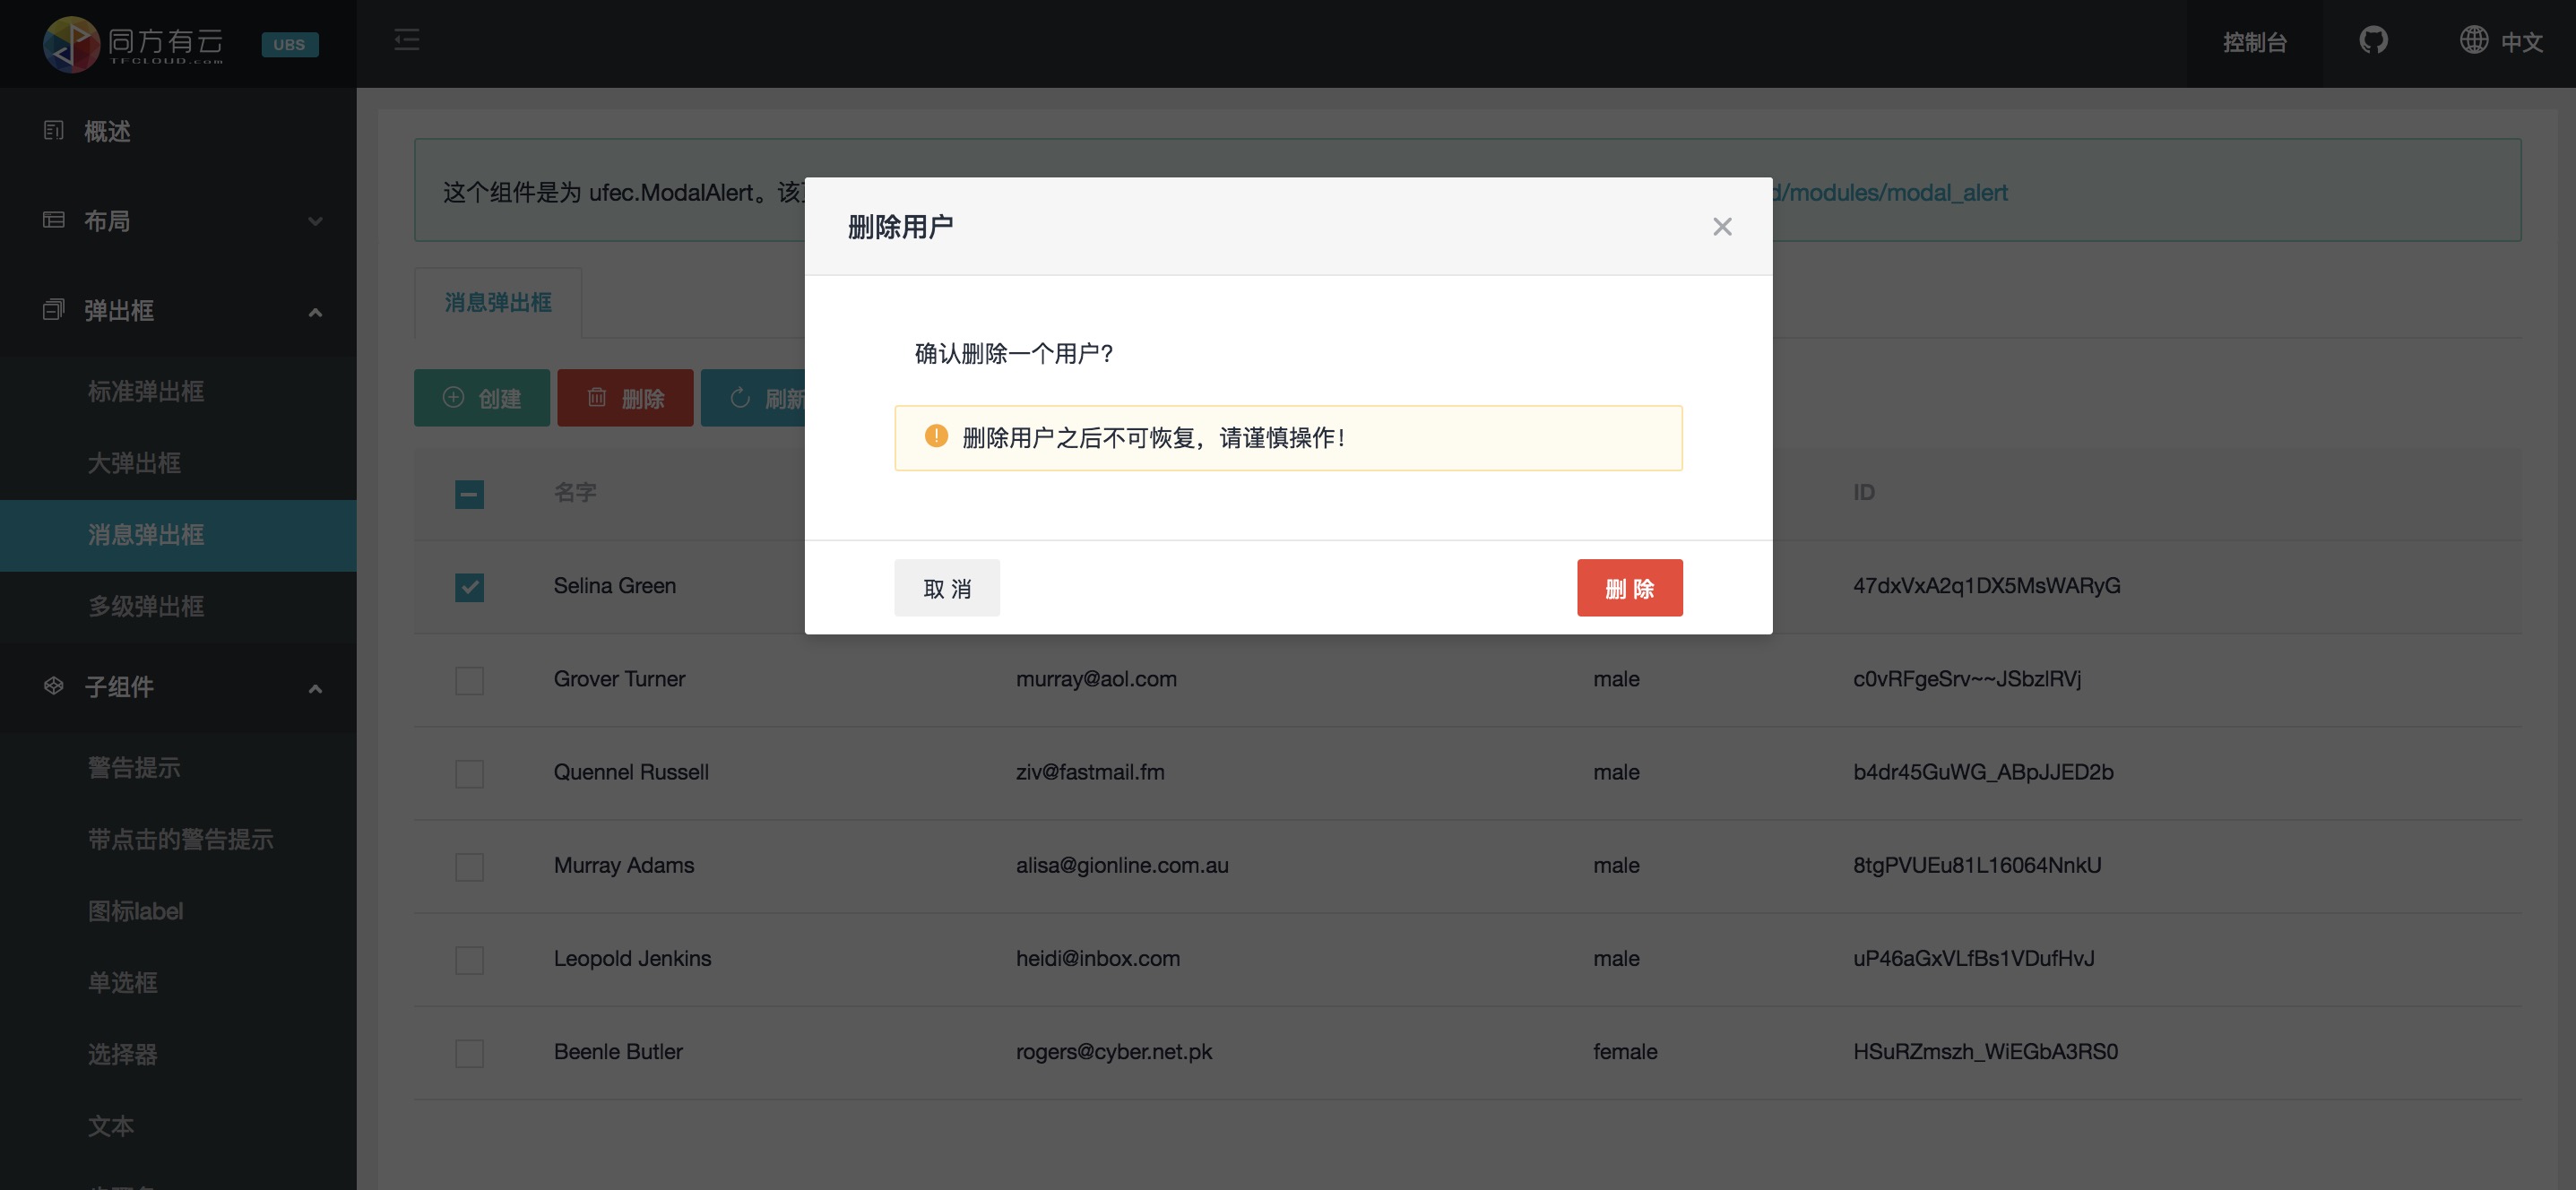 同方有云
TFCLOUD.com
UBS
控制台
中文
概述
布局
弹出框
标准弹出框
大弹出框
消息弹出框
多级弹出框
子组件
警告提示
带点击的警告提示
图标label
单选框
选择器
文本
这个组件是为 ufec.ModalAlert。该
d/modules/modal_alert
消息弹出框
创建
删除
刷新
名字
ID
Selina Green
47dxVxA2q1DX5MsWARyG
Grover Turner
murray@aol.com
male
c0vRFgeSrv~~JSbzlRVj
Quennel Russell
ziv@fastmail.fm
male
b4dr45GuWG_ABpJJED2b
Murray Adams
alisa@gionline.com.au
male
8tgPVUEu81L16064NnkU
Leopold Jenkins
heidi@inbox.com
male
uP46aGxVLfBs1VDufHvJ
Beenle Butler
rogers@cyber.net.pk
female
HSuRZmszh_WiEGbA3RS0
删除用户
确认删除一个用户?
删除用户之后不可恢复，请谨慎操作！
取 消
删 除